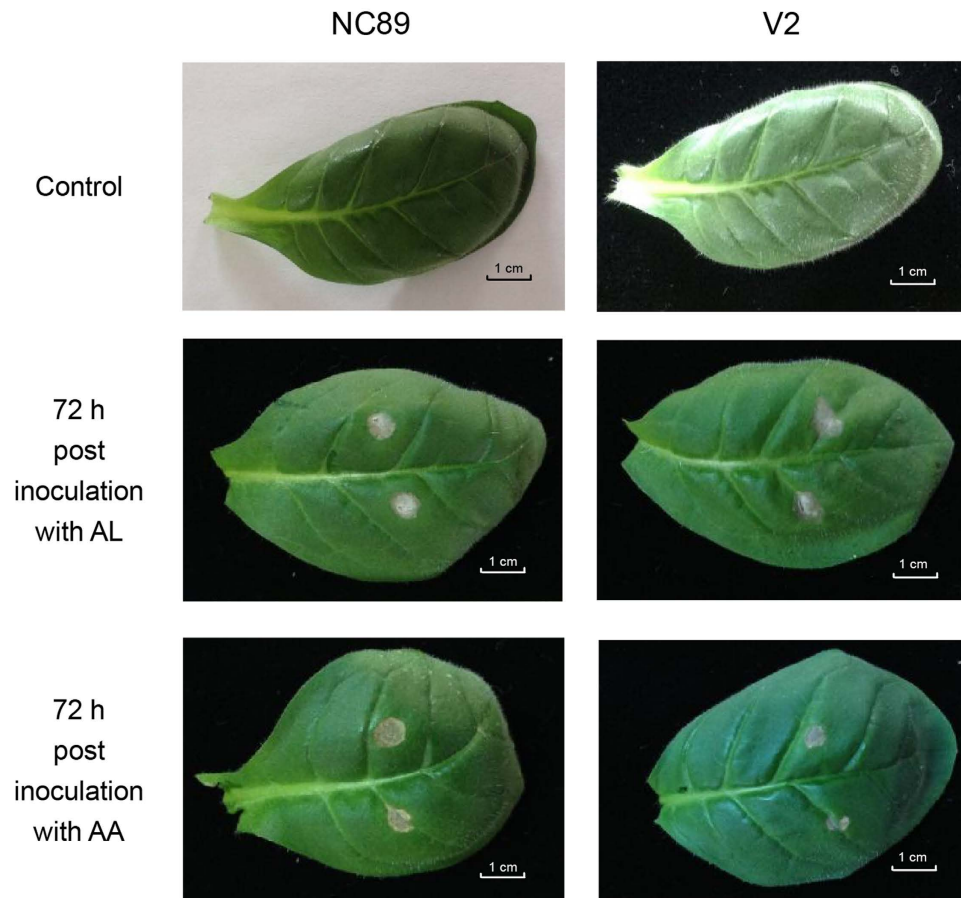 NC89
V2
Control
1 cm
1 cm
72 h
post
inoculation
with AL
1 cm
1 cm
72 h
post
inoculation
with AA
1 cm
1 cm